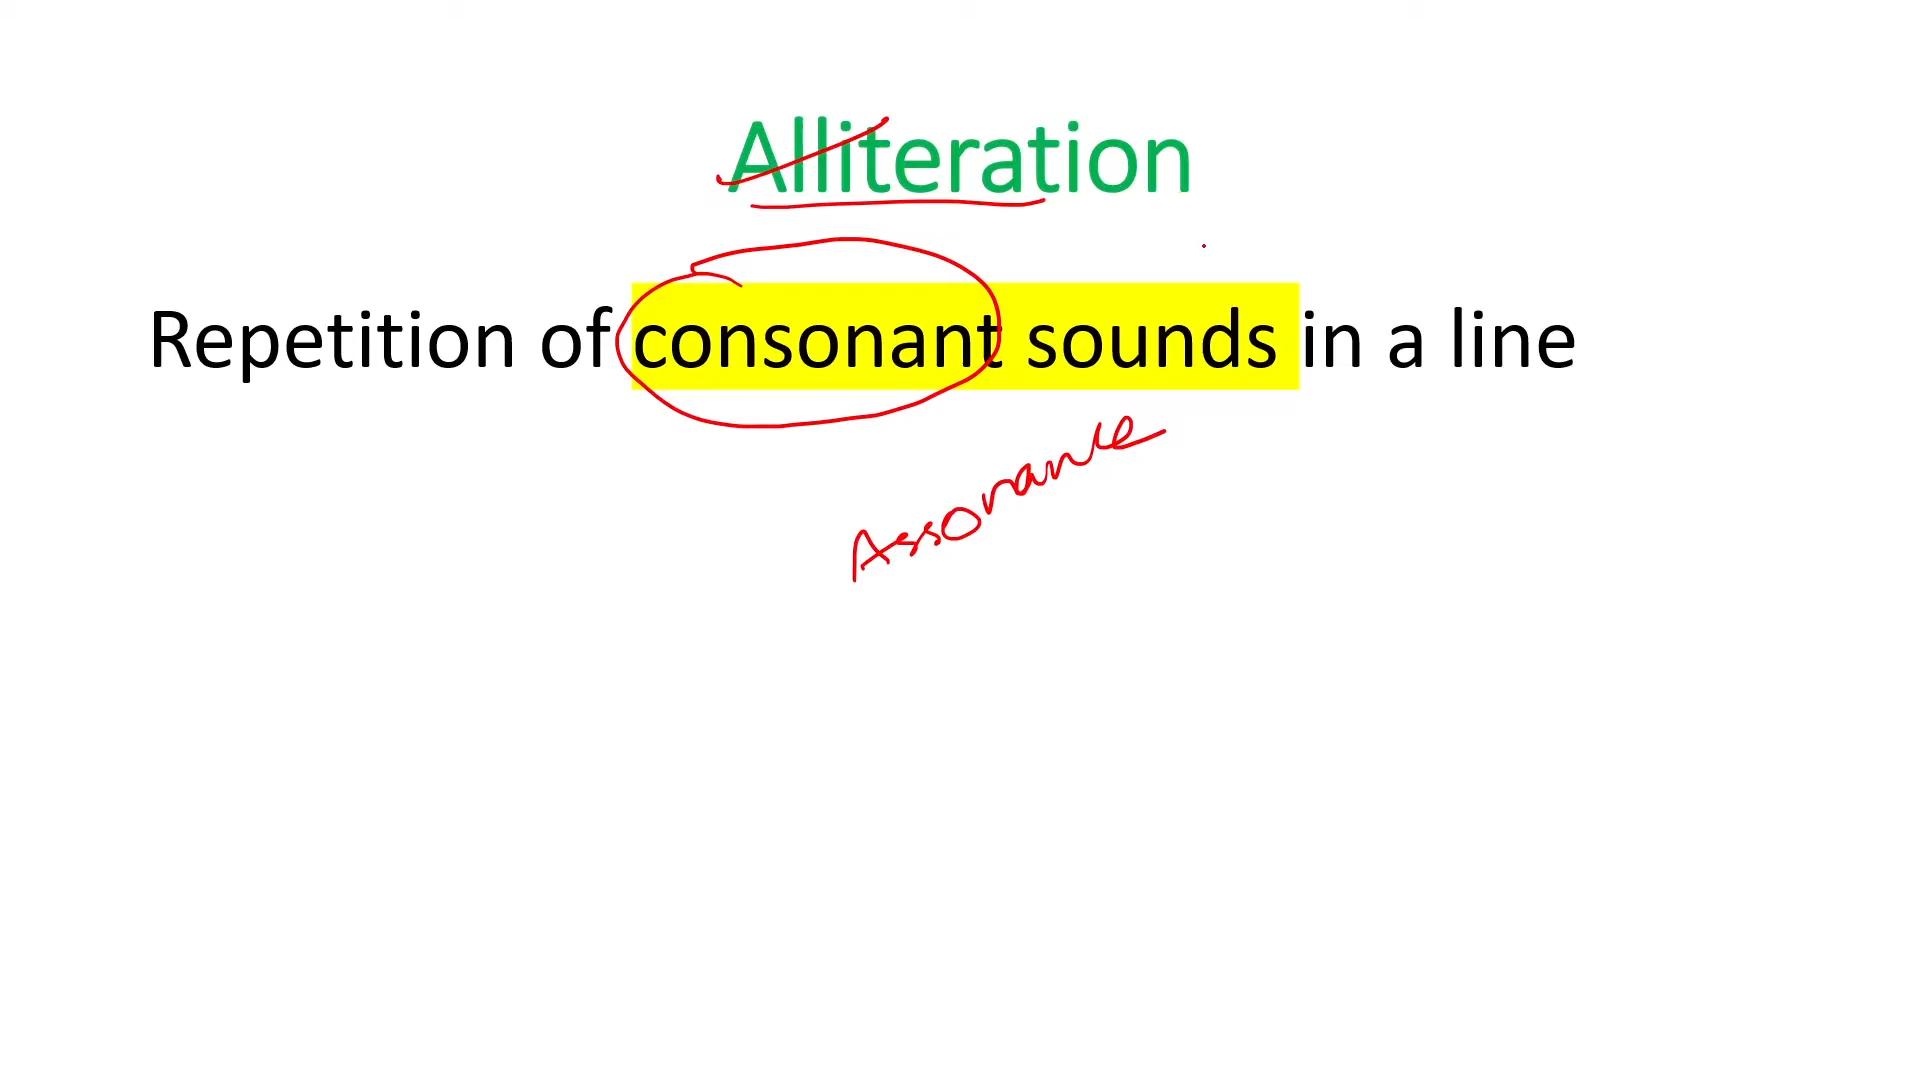 Alliteration
Repetition of consonant sounds in a line
Assonance